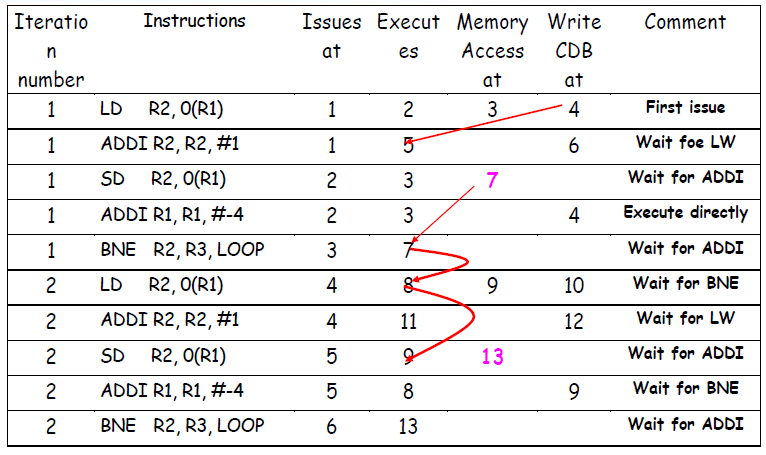 Iteratio Instructions Issues Execut Memory Write Comment
n at es Access CDB
number at at
1 LD R2, 0(R1) 1 2 3 4 First issue
1 ADDI R2, R2, #1 1 5 6 Wait foe LW
1 SD R2, 0(R1) 2 3 7 Wait for ADDI
1 ADDI R1, R1, #-4 2 3 4 Execute directly
1 BNE R2, R3, LOOP 3 7 Wait for ADDI
2 LD R2, 0(R1) 4 8 9 10 Wait for BNE
2 ADDI R2, R2, #1 4 11 12 Wait for LW
2 SD R2, 0(R1) 5 9 13 Wait for ADDI
2 ADDI R1, R1, #-4 5 8 9 Wait for BNE
2 BNE R2, R3, LOOP 6 13 Wait for ADDI